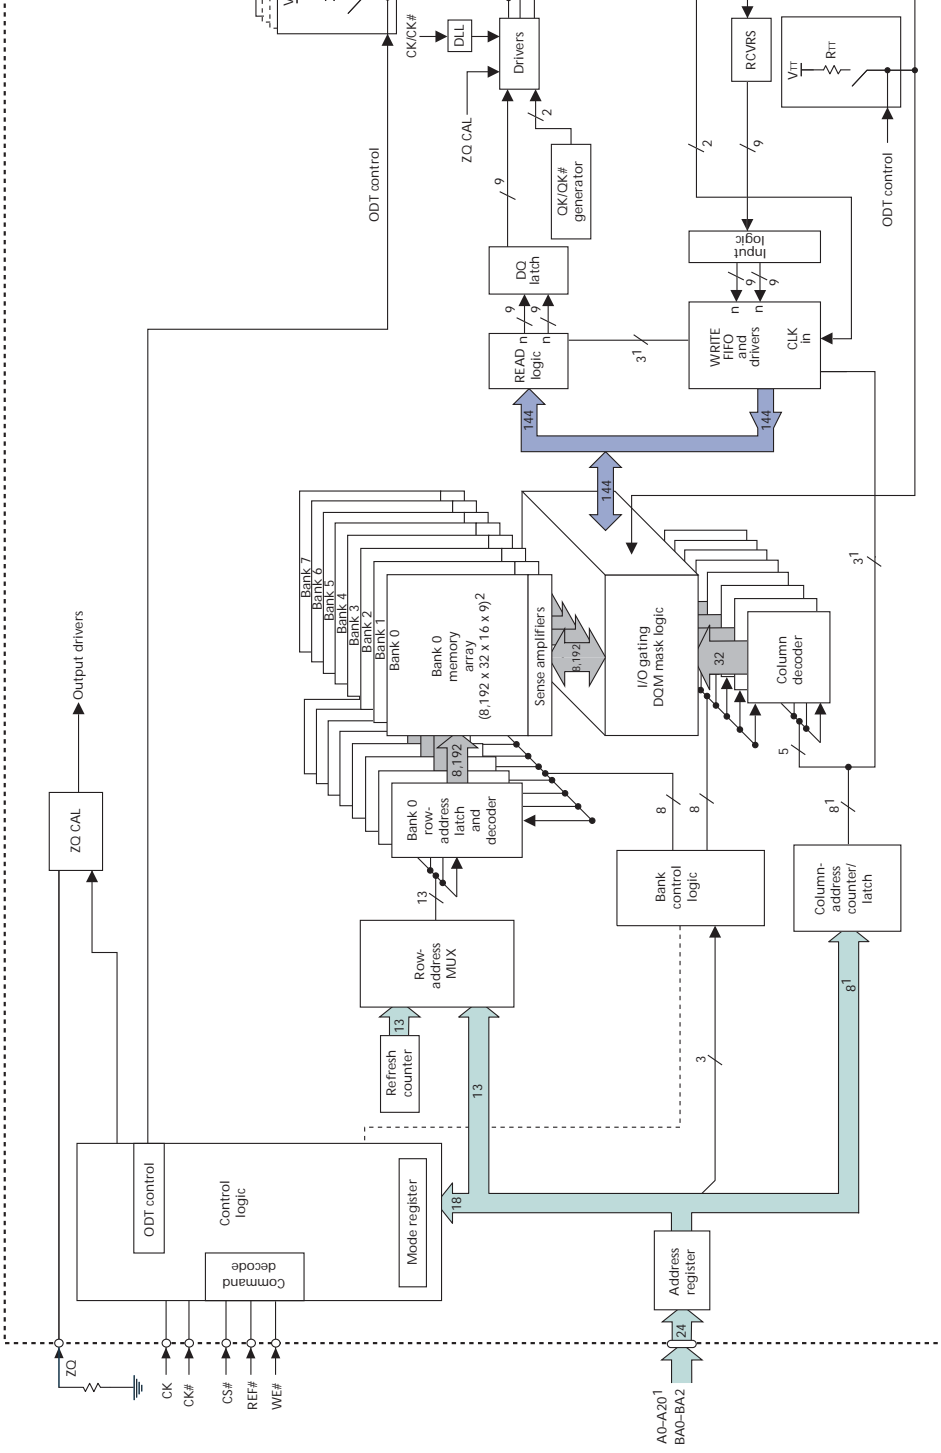 ZQ
CK
CK#
CS#
REF#
WE#
A0–A20¹
BA0–BA2
24
Address
register
ODT control
Control
logic
Command
decode
Mode register
18
13
3
8¹
ZQ CAL
Output drivers
Refresh
counter
13
Row-
address
MUX
13
Bank 0
row-
address
latch
and
decoder
8,192
Bank
control
logic
8
8
Column-
address
counter/
latch
8¹
5
3¹
Bank 7
Bank 6
Bank 5
Bank 4
Bank 3
Bank 2
Bank 1
Bank 0
Bank 0
memory
array
(8,192 x 32 x 16 x 9)²
Sense amplifiers
8,192
I/O gating
DQM mask logic
32
Column
decoder
144
144
144
READ
logic
n
n
9
9
DQ
latch
9
3¹
WRITE
FIFO
and
drivers
CLK
in
n
n
9
9
Input
logic
9
2
QK/QK#
generator
2
ODT control
ZQ CAL
CK/CK#
DLL
Drivers
RCVRS
VTT
RTT
ODT control